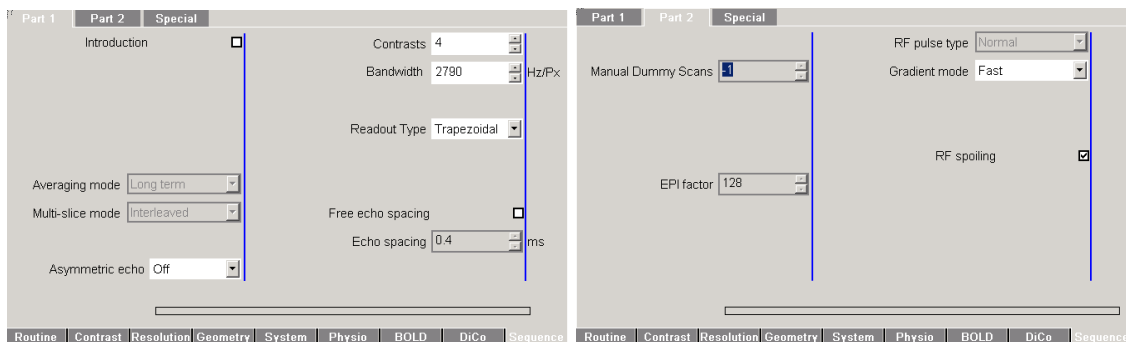 Part 1 Part 2 Special
Introduction
Contrasts 4
Bandwidth 2790 Hz/Px
Readout Type Trapezoidal
Averaging mode Long term
Multi-slice mode Interleaved
Free echo spacing
Echo spacing 0.4 ms
Asymmetric echo Off
Routine Contrast Resolution Geometry System Physio BOLD DiCo Sequence
Part 1 Part 2 Special
RF pulse type Normal
Manual Dummy Scans -1
Gradient mode Fast
RF spoiling
EPI factor 128
Routine Contrast Resolution Geometry System Physio BOLD DiCo Sequence